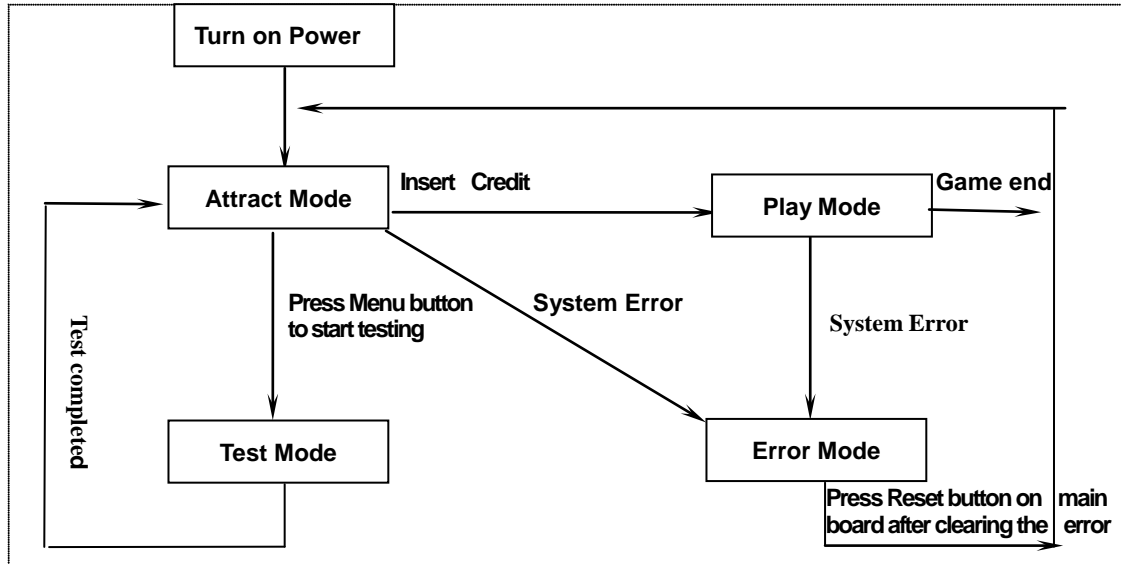 Turn on Power
Insert Credit
Game end
Attract Mode
Play Mode
Press Menu button
to start testing
System Error
System Error
Test completed
Test Mode
Error Mode
Press Reset button on main
board after clearing the error